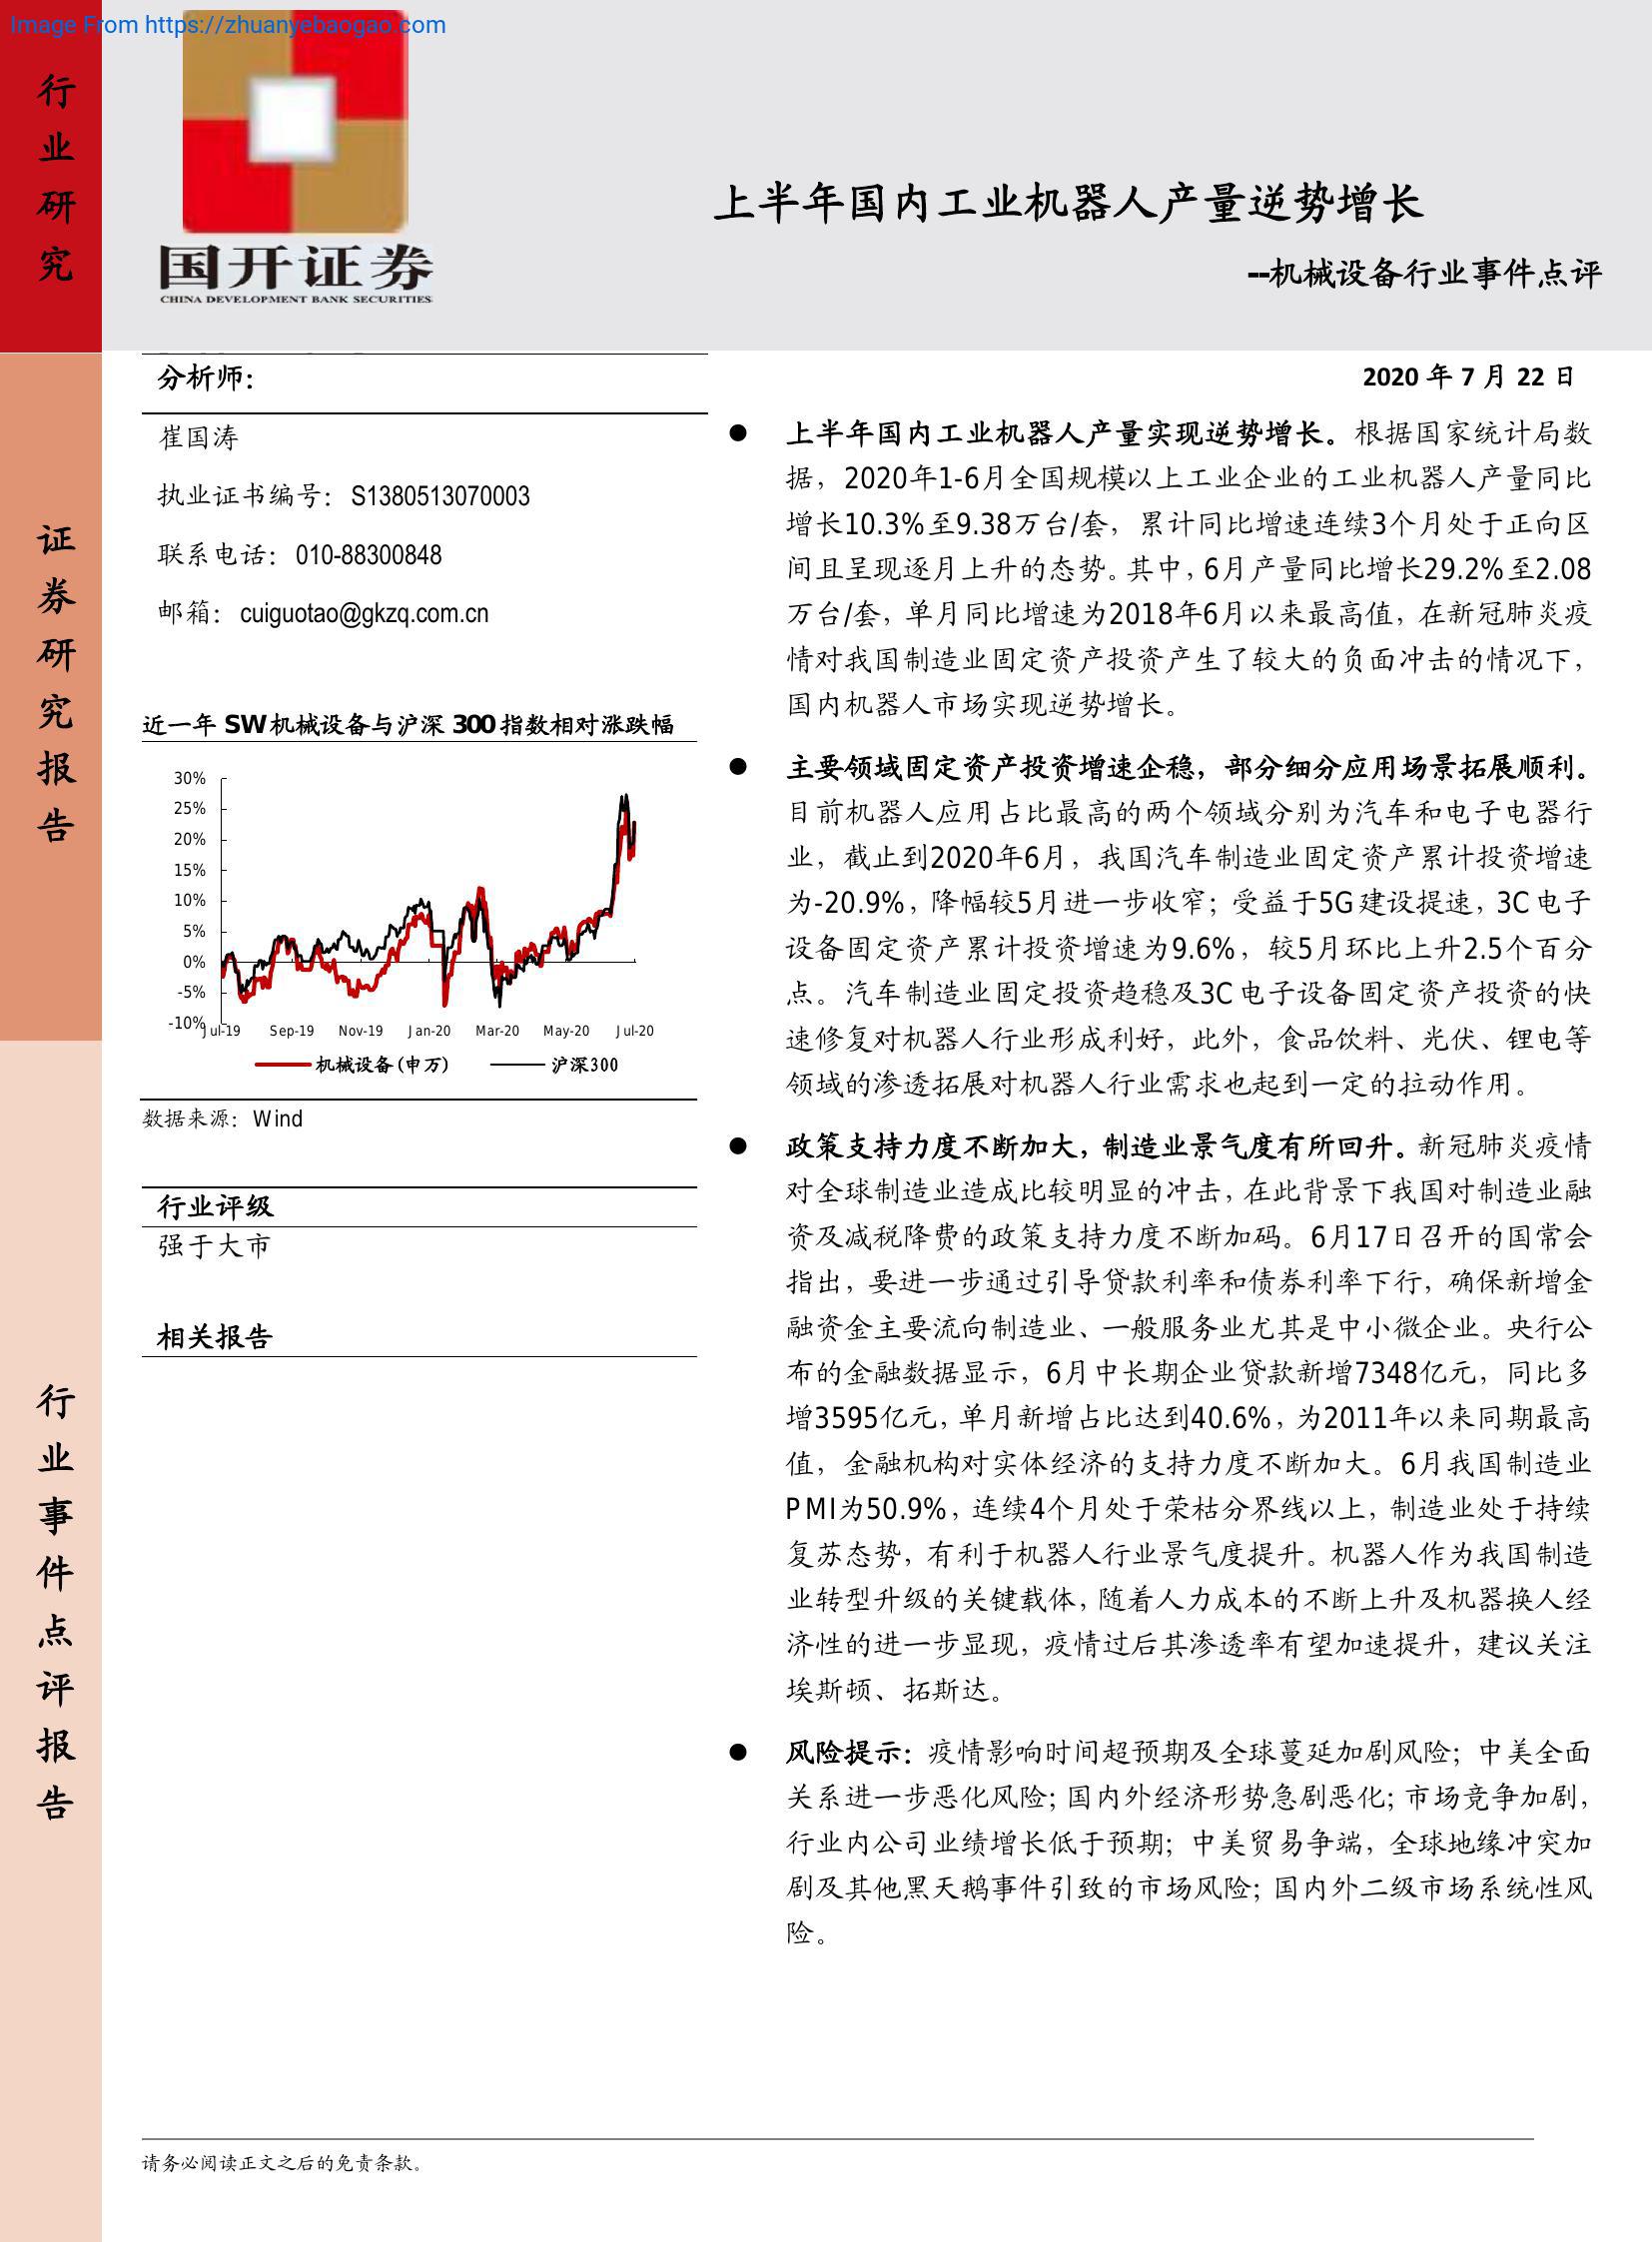 Image From https://zhuanyebaogao.com
行业研究
证券研究报告
行业事件点评报告
国开证券
CHINA DEVELOPMENT BANK SECURITIES
上半年国内工业机器人产量逆势增长
--机械设备行业事件点评
分析师：
崔国涛
执业证书编号：S1380513070003
联系电话：010-88300848
邮箱：cuiguotao@gkzq.com.cn
近一年 SW 机械设备与沪深 300 指数相对涨跌幅
30%
25%
20%
15%
10%
5%
0%
-5%
-10%
Jul-19 Sep-19 Nov-19 Jan-20 Mar-20 May-20 Jul-20
机械设备(申万) 沪深300
数据来源：Wind
行业评级
强于大市
相关报告
2020 年 7 月 22 日
● 上半年国内工业机器人产量实现逆势增长。根据国家统计局数
据，2020年1-6月全国规模以上工业企业的工业机器人产量同比
增长10.3%至9.38万台/套，累计同比增速连续3个月处于正向区
间且呈现逐月上升的态势。其中，6月产量同比增长29.2%至2.08
万台/套，单月同比增速为2018年6月以来最高值，在新冠肺炎疫
情对我国制造业固定资产投资产生了较大的负面冲击的情况下，
国内机器人市场实现逆势增长。
● 主要领域固定资产投资增速企稳，部分细分应用场景拓展顺利。
目前机器人应用占比最高的两个领域分别为汽车和电子电器行
业，截止到2020年6月，我国汽车制造业固定资产累计投资增速
为-20.9%，降幅较5月进一步收窄；受益于5G建设提速，3C电子
设备固定资产累计投资增速为9.6%，较5月环比上升2.5个百分
点。汽车制造业固定投资趋稳及3C电子设备固定资产投资的快
速修复对机器人行业形成利好，此外，食品饮料、光伏、锂电等
领域的渗透拓展对机器人行业需求也起到一定的拉动作用。
● 政策支持力度不断加大，制造业景气度有所回升。新冠肺炎疫情
对全球制造业造成比较明显的冲击，在此背景下我国对制造业融
资及减税降费的政策支持力度不断加码。6月17日召开的国常会
指出，要进一步通过引导贷款利率和债券利率下行，确保新增金
融资金主要流向制造业、一般服务业尤其是中小微企业。央行公
布的金融数据显示，6月中长期企业贷款新增7348亿元，同比多
增3595亿元，单月新增占比达到40.6%，为2011年以来同期最高
值，金融机构对实体经济的支持力度不断加大。6月我国制造业
PMI为50.9%，连续4个月处于荣枯分界线以上，制造业处于持续
复苏态势，有利于机器人行业景气度提升。机器人作为我国制造
业转型升级的关键载体，随着人力成本的不断上升及机器换人经
济性的进一步显现，疫情过后其渗透率有望加速提升，建议关注
埃斯顿、拓斯达。
● 风险提示：疫情影响时间超预期及全球蔓延加剧风险；中美全面
关系进一步恶化风险；国内外经济形势急剧恶化；市场竞争加剧，
行业内公司业绩增长低于预期；中美贸易争端，全球地缘冲突加
剧及其他黑天鹅事件引致的市场风险；国内外二级市场系统性风
险。
请务必阅读正文之后的免责条款。